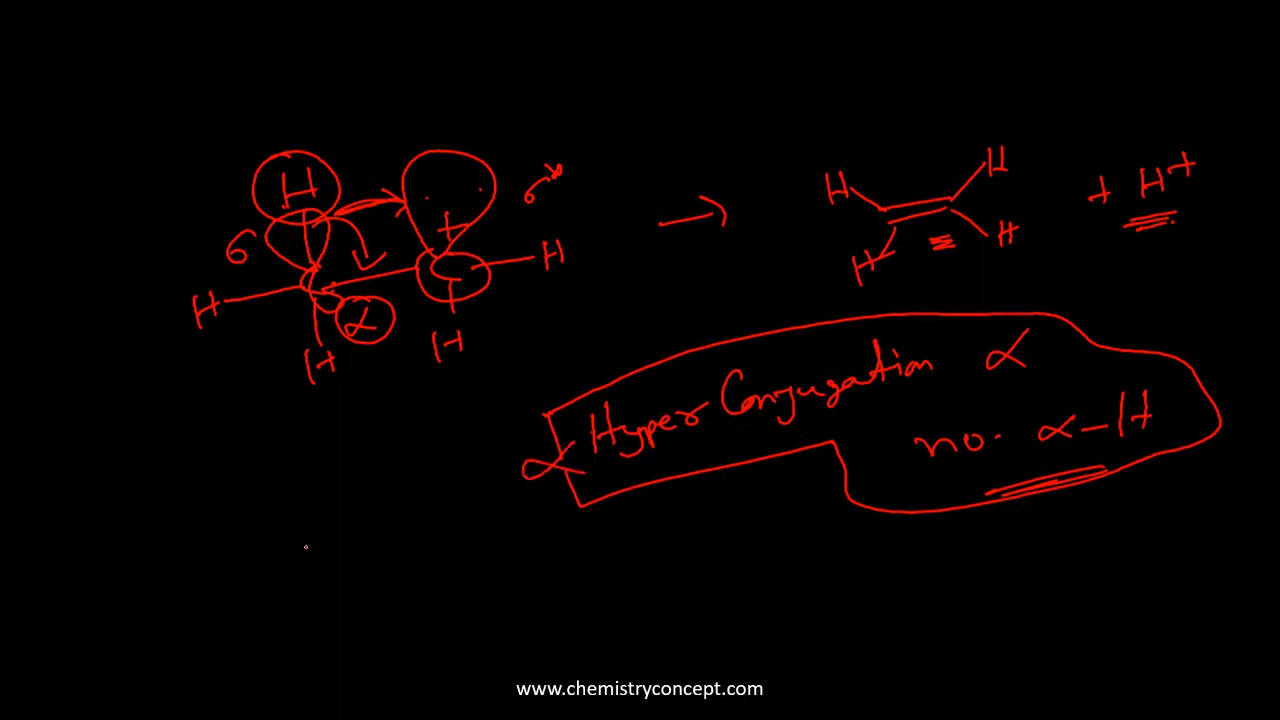 H + σ*
σ
H α C H
H H
→
H H
H H
+ H+
Hyper Conjugation α
α no. α-H
www.chemistryconcept.com